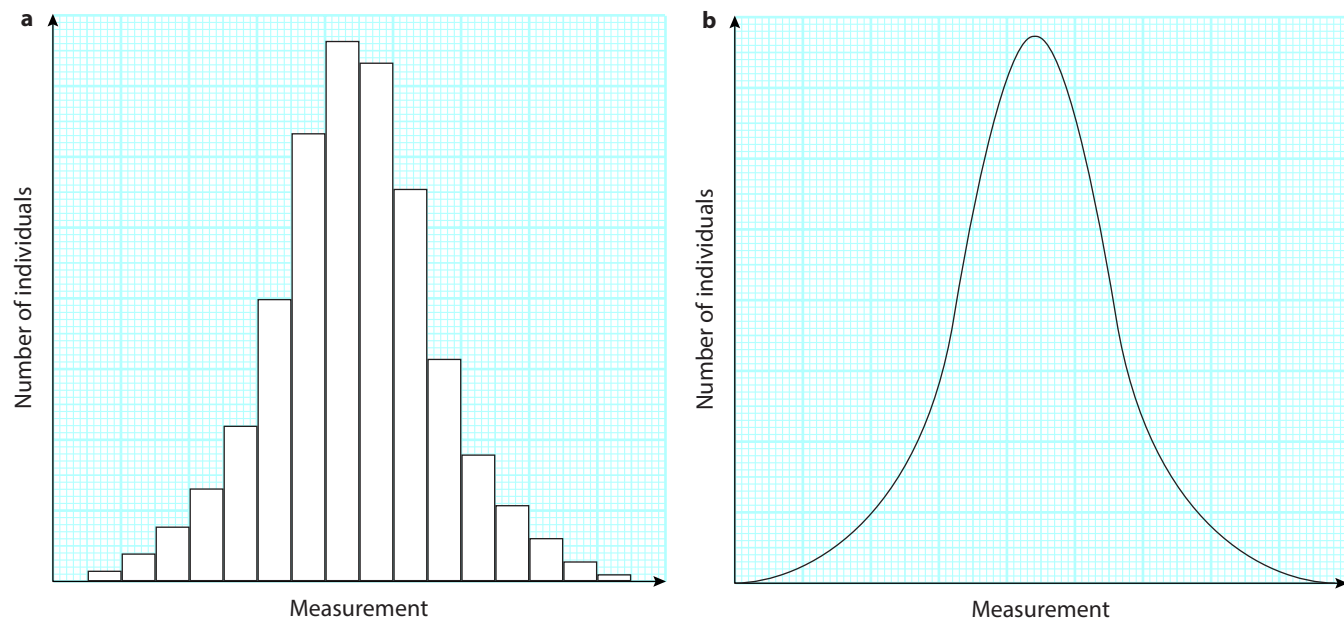 a
Number of individuals
Measurement
b
Number of individuals
Measurement